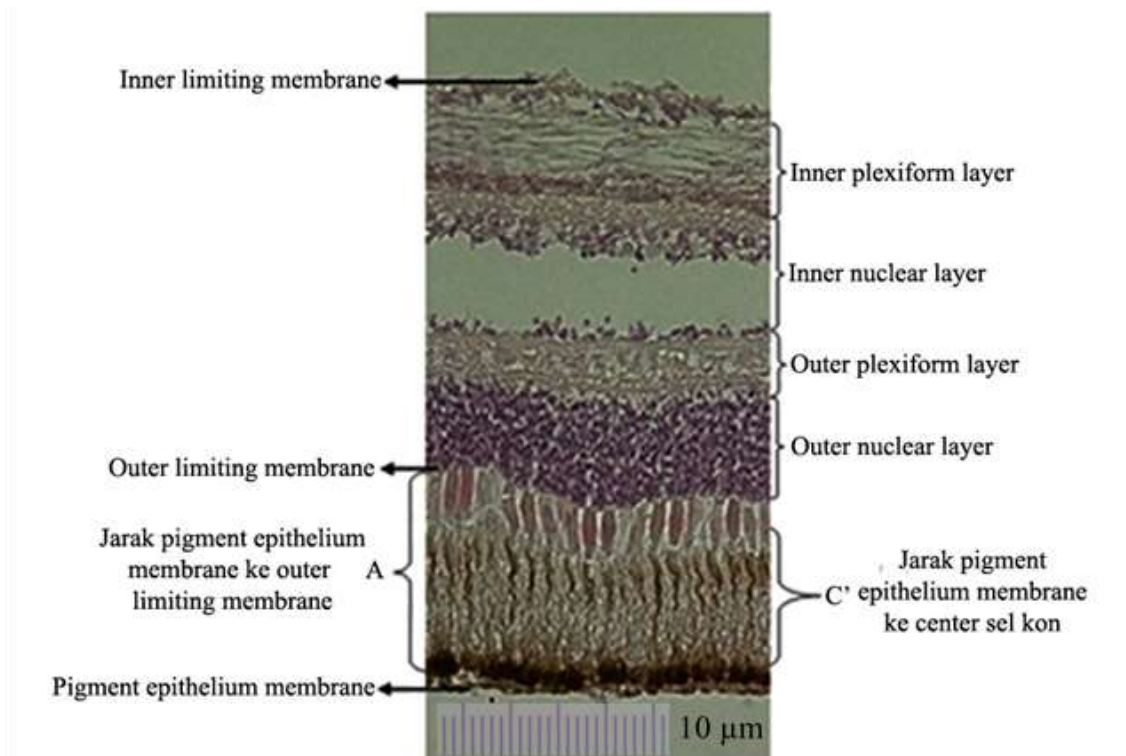 Inner limiting membrane
Inner plexiform layer
Inner nuclear layer
Outer plexiform layer
Outer nuclear layer
Outer limiting membrane
Jarak pigment epithelium
membrane ke outer
limiting membrane
A
C' 
Jarak pigment
epithelium membrane
ke center sel kon
Pigment epithelium membrane
10 µm